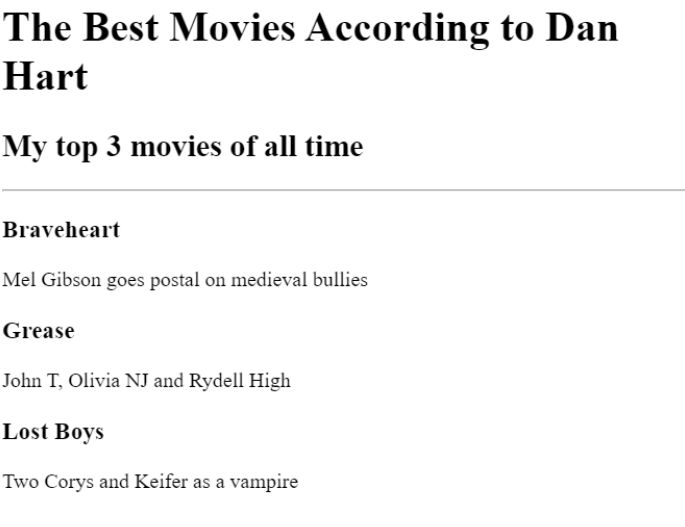 The Best Movies According to Dan
Hart
My top 3 movies of all time
Braveheart
Mel Gibson goes postal on medieval bullies
Grease
John T, Olivia NJ and Rydell High
Lost Boys
Two Corys and Keifer as a vampire